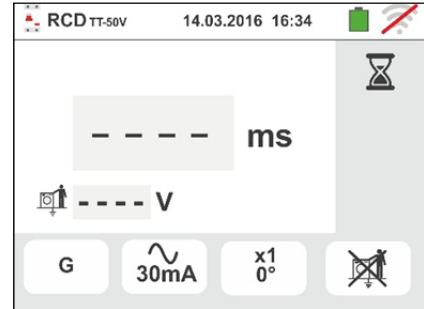 RCD TT-50V 14.03.2016 16:34
- - - - ms
- - - - V
G
30mA
x1
0°